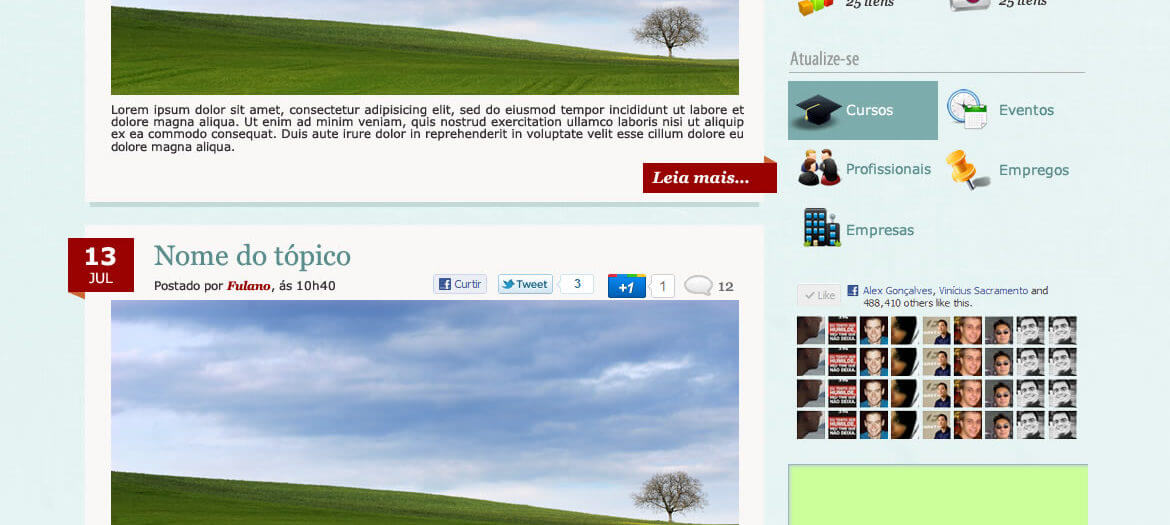 25 itens
25 itens
Atualize-se
Lorem ipsum dolor sit amet, consectetur adipisicing elit, sed do eiusmod tempor incididunt ut labore et
dolore magna aliqua. Ut enim ad minim veniam, quis nostrud exercitation ullamco laboris nisi ut aliquip
ex ea commodo consequat. Duis aute irure dolor in reprehenderit in voluptate velit esse cillum dolore eu
dolore magna aliqua.
Leia mais...
Cursos
Eventos
Profissionais
Empregos
Empresas
13
JUL
Nome do tópico
Postado por Fulano, ás 10h40
Curtir
Tweet
3
+1
1
12
Like
Alex Gonçalves, Vinícius Sacramento and
488,410 others like this.